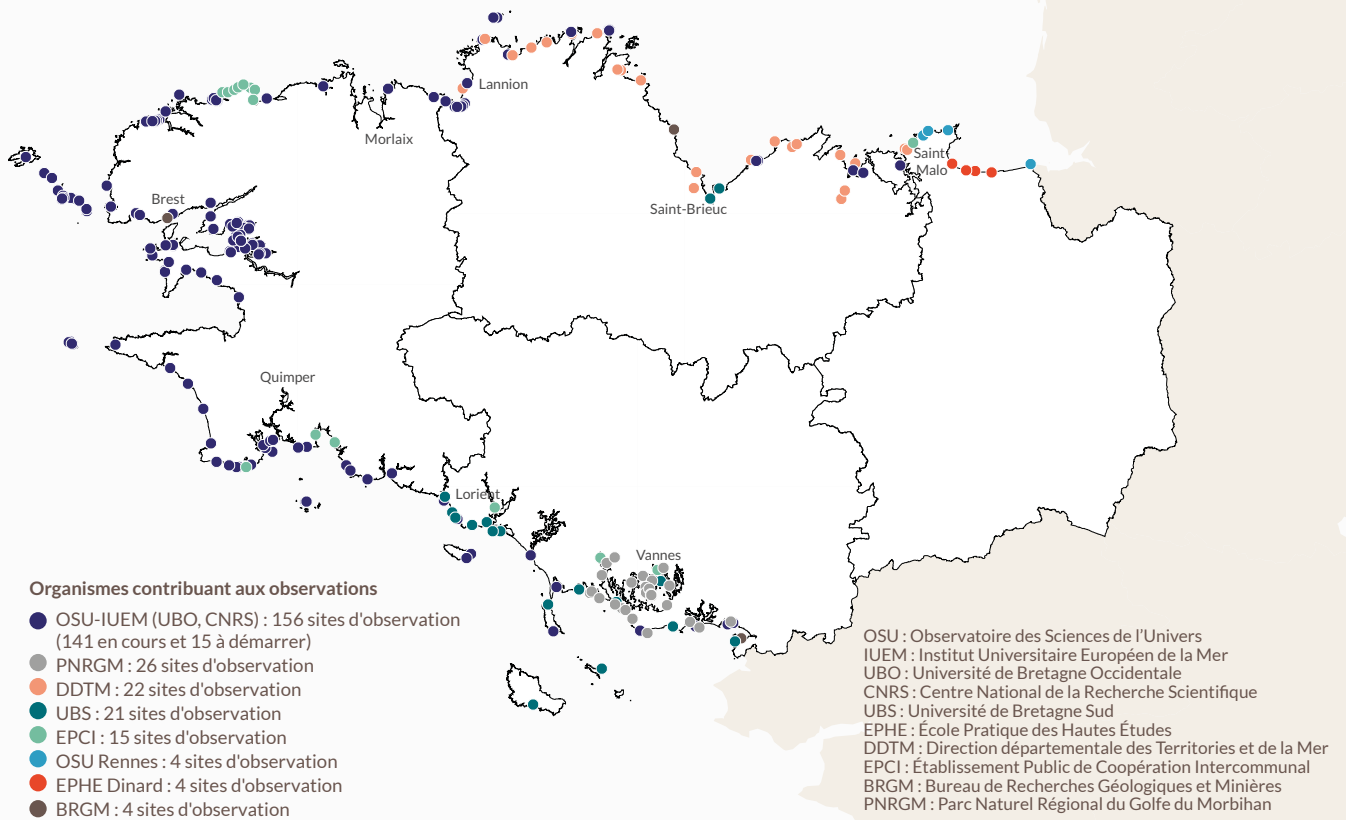 Lannion
Morlaix
Saint
Malo
Brest
Saint-Brieuc
Quimper
Lorient
Vannes
Organismes contribuant aux observations
OSU-IUEM (UBO, CNRS) : 156 sites d'observation
(141 en cours et 15 à démarrer)
PNRGM : 26 sites d'observation
DDTM : 22 sites d'observation
UBS : 21 sites d'observation
EPCI : 15 sites d'observation
OSU Rennes : 4 sites d'observation
EPHE Dinard : 4 sites d'observation
BRGM : 4 sites d'observation
OSU : Observatoire des Sciences de l'Univers
IUEM : Institut Universitaire Européen de la Mer
UBO : Université de Bretagne Occidentale
CNRS : Centre National de la Recherche Scientifique
UBS : Université de Bretagne Sud
EPHE : École Pratique des Hautes Études
DDTM : Direction départementale des Territoires et de la Mer
EPCI : Établissement Public de Coopération Intercommunal
BRGM : Bureau de Recherches Géologiques et Minières
PNRGM : Parc Naturel Régional du Golfe du Morbihan